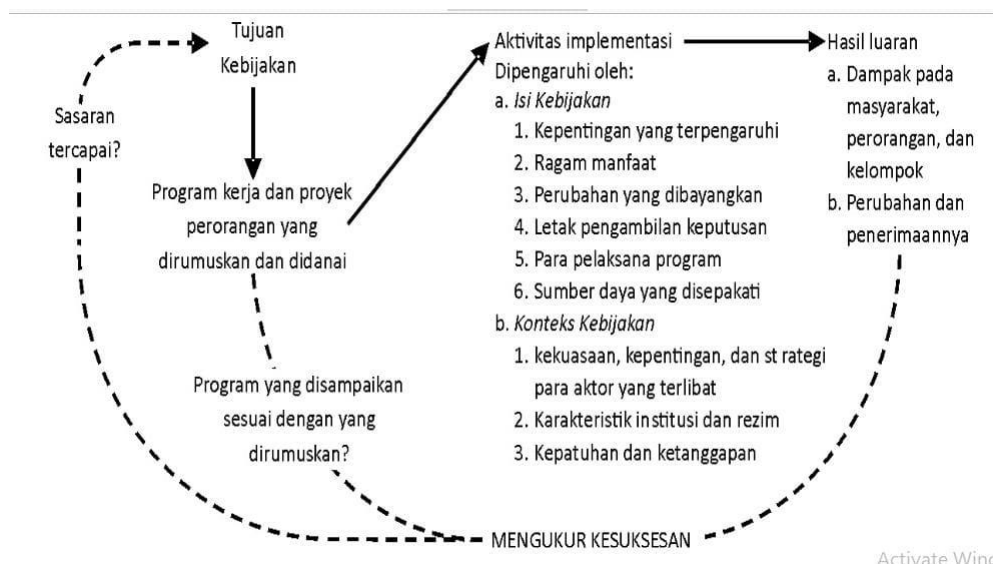 Tujuan
Kebijakan
Sasaran
tercapai?
Program kerja dan proyek
perorangan yang
dirumuskan dan didanai
Program yang disampaikan
sesuai dengan yang
dirumuskan?
Aktivitas implementasi
Dipengaruhi oleh:
a. Isi Kebijakan
1. Kepentingan yang terpengaruhi
2. Ragam manfaat
3. Perubahan yang dibayangkan
4. Letak pengambilan keputusan
5. Para pelaksana program
6. Sumber daya yang disepakati
b. Konteks Kebijakan
1. kekuasaan, kepentingan, dan st rategi
para aktor yang terlibat
2. Karakteristik institusi dan rezim
3. Kepatuhan dan ketanggapan
Hasil luaran
a. Dampak pada
masyarakat,
perorangan, dan
kelompok
b. Perubahan dan
penerimaannya
MENGUKUR KESUKSESAN
Activate Wind